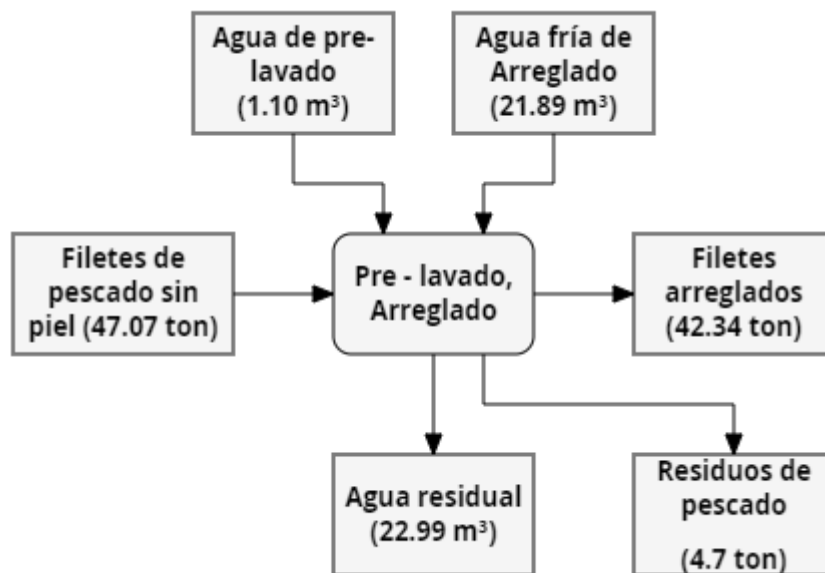 Agua de pre-
lavado
(1.10 m³)
Agua fría de
Arreglado
(21.89 m³)
Filetes de
pescado sin
piel (47.07 ton)
Pre - lavado,
Arreglado
Filetes
arreglados
(42.34 ton)
Agua residual
(22.99 m³)
Residuos de
pescado
(4.7 ton)